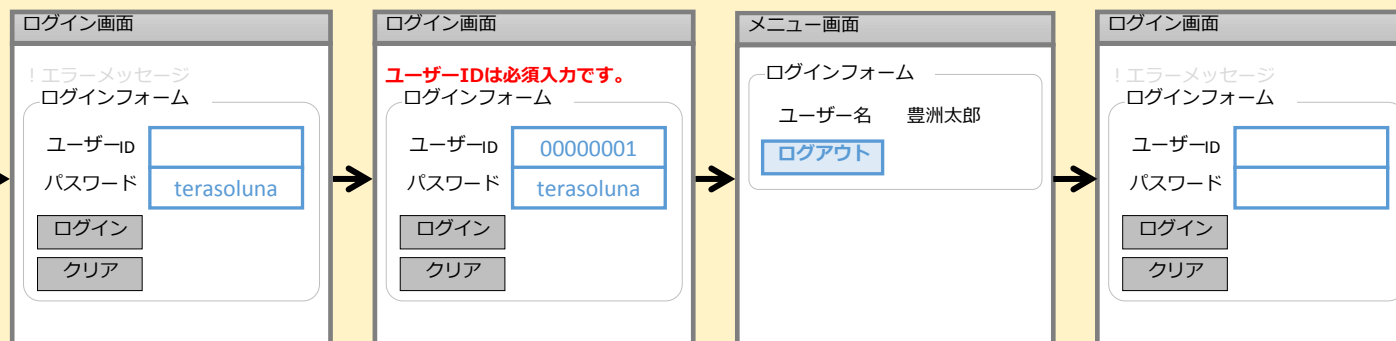 ログイン画面
！エラーメッセージ
ログインフォーム
ユーザーID
パスワード terasoluna
ログイン
クリア
ログイン画面
ユーザーIDは必須入力です。
ログインフォーム
ユーザーID 00000001
パスワード terasoluna
ログイン
クリア
メニュー画面
ログインフォーム
ユーザー名 豊洲太郎
ログアウト
ログイン画面
！エラーメッセージ
ログインフォーム
ユーザーID
パスワード
ログイン
クリア